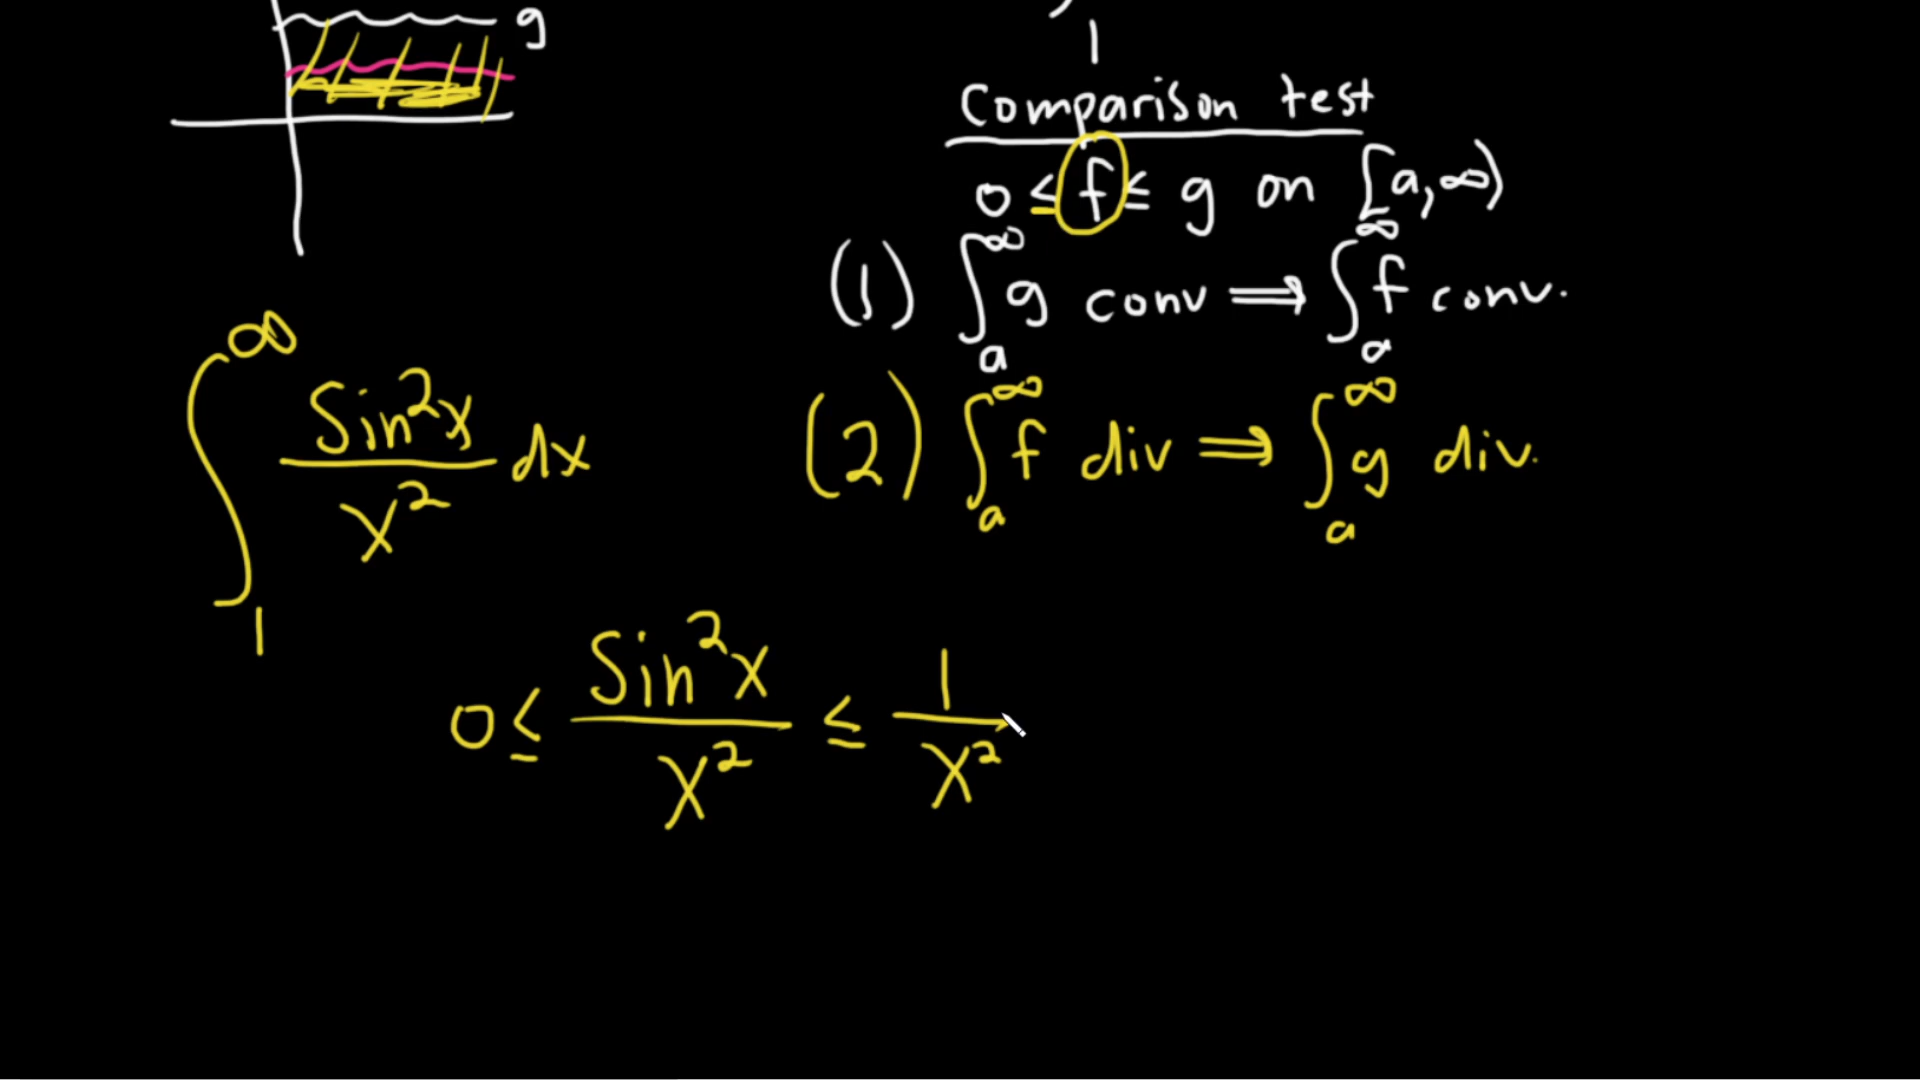 g
1
Comparison test
0 ≤ f ≤ g on [a, ∞)
(1) ∫_a^∞ g conv ⟹ ∫_a^∞ f conv.
(2) ∫_a^∞ f div ⟹ ∫_a^∞ g div.
∫_1^∞ Sin²x/x² dx
0 ≤ Sin²x/x² ≤ 1/x²